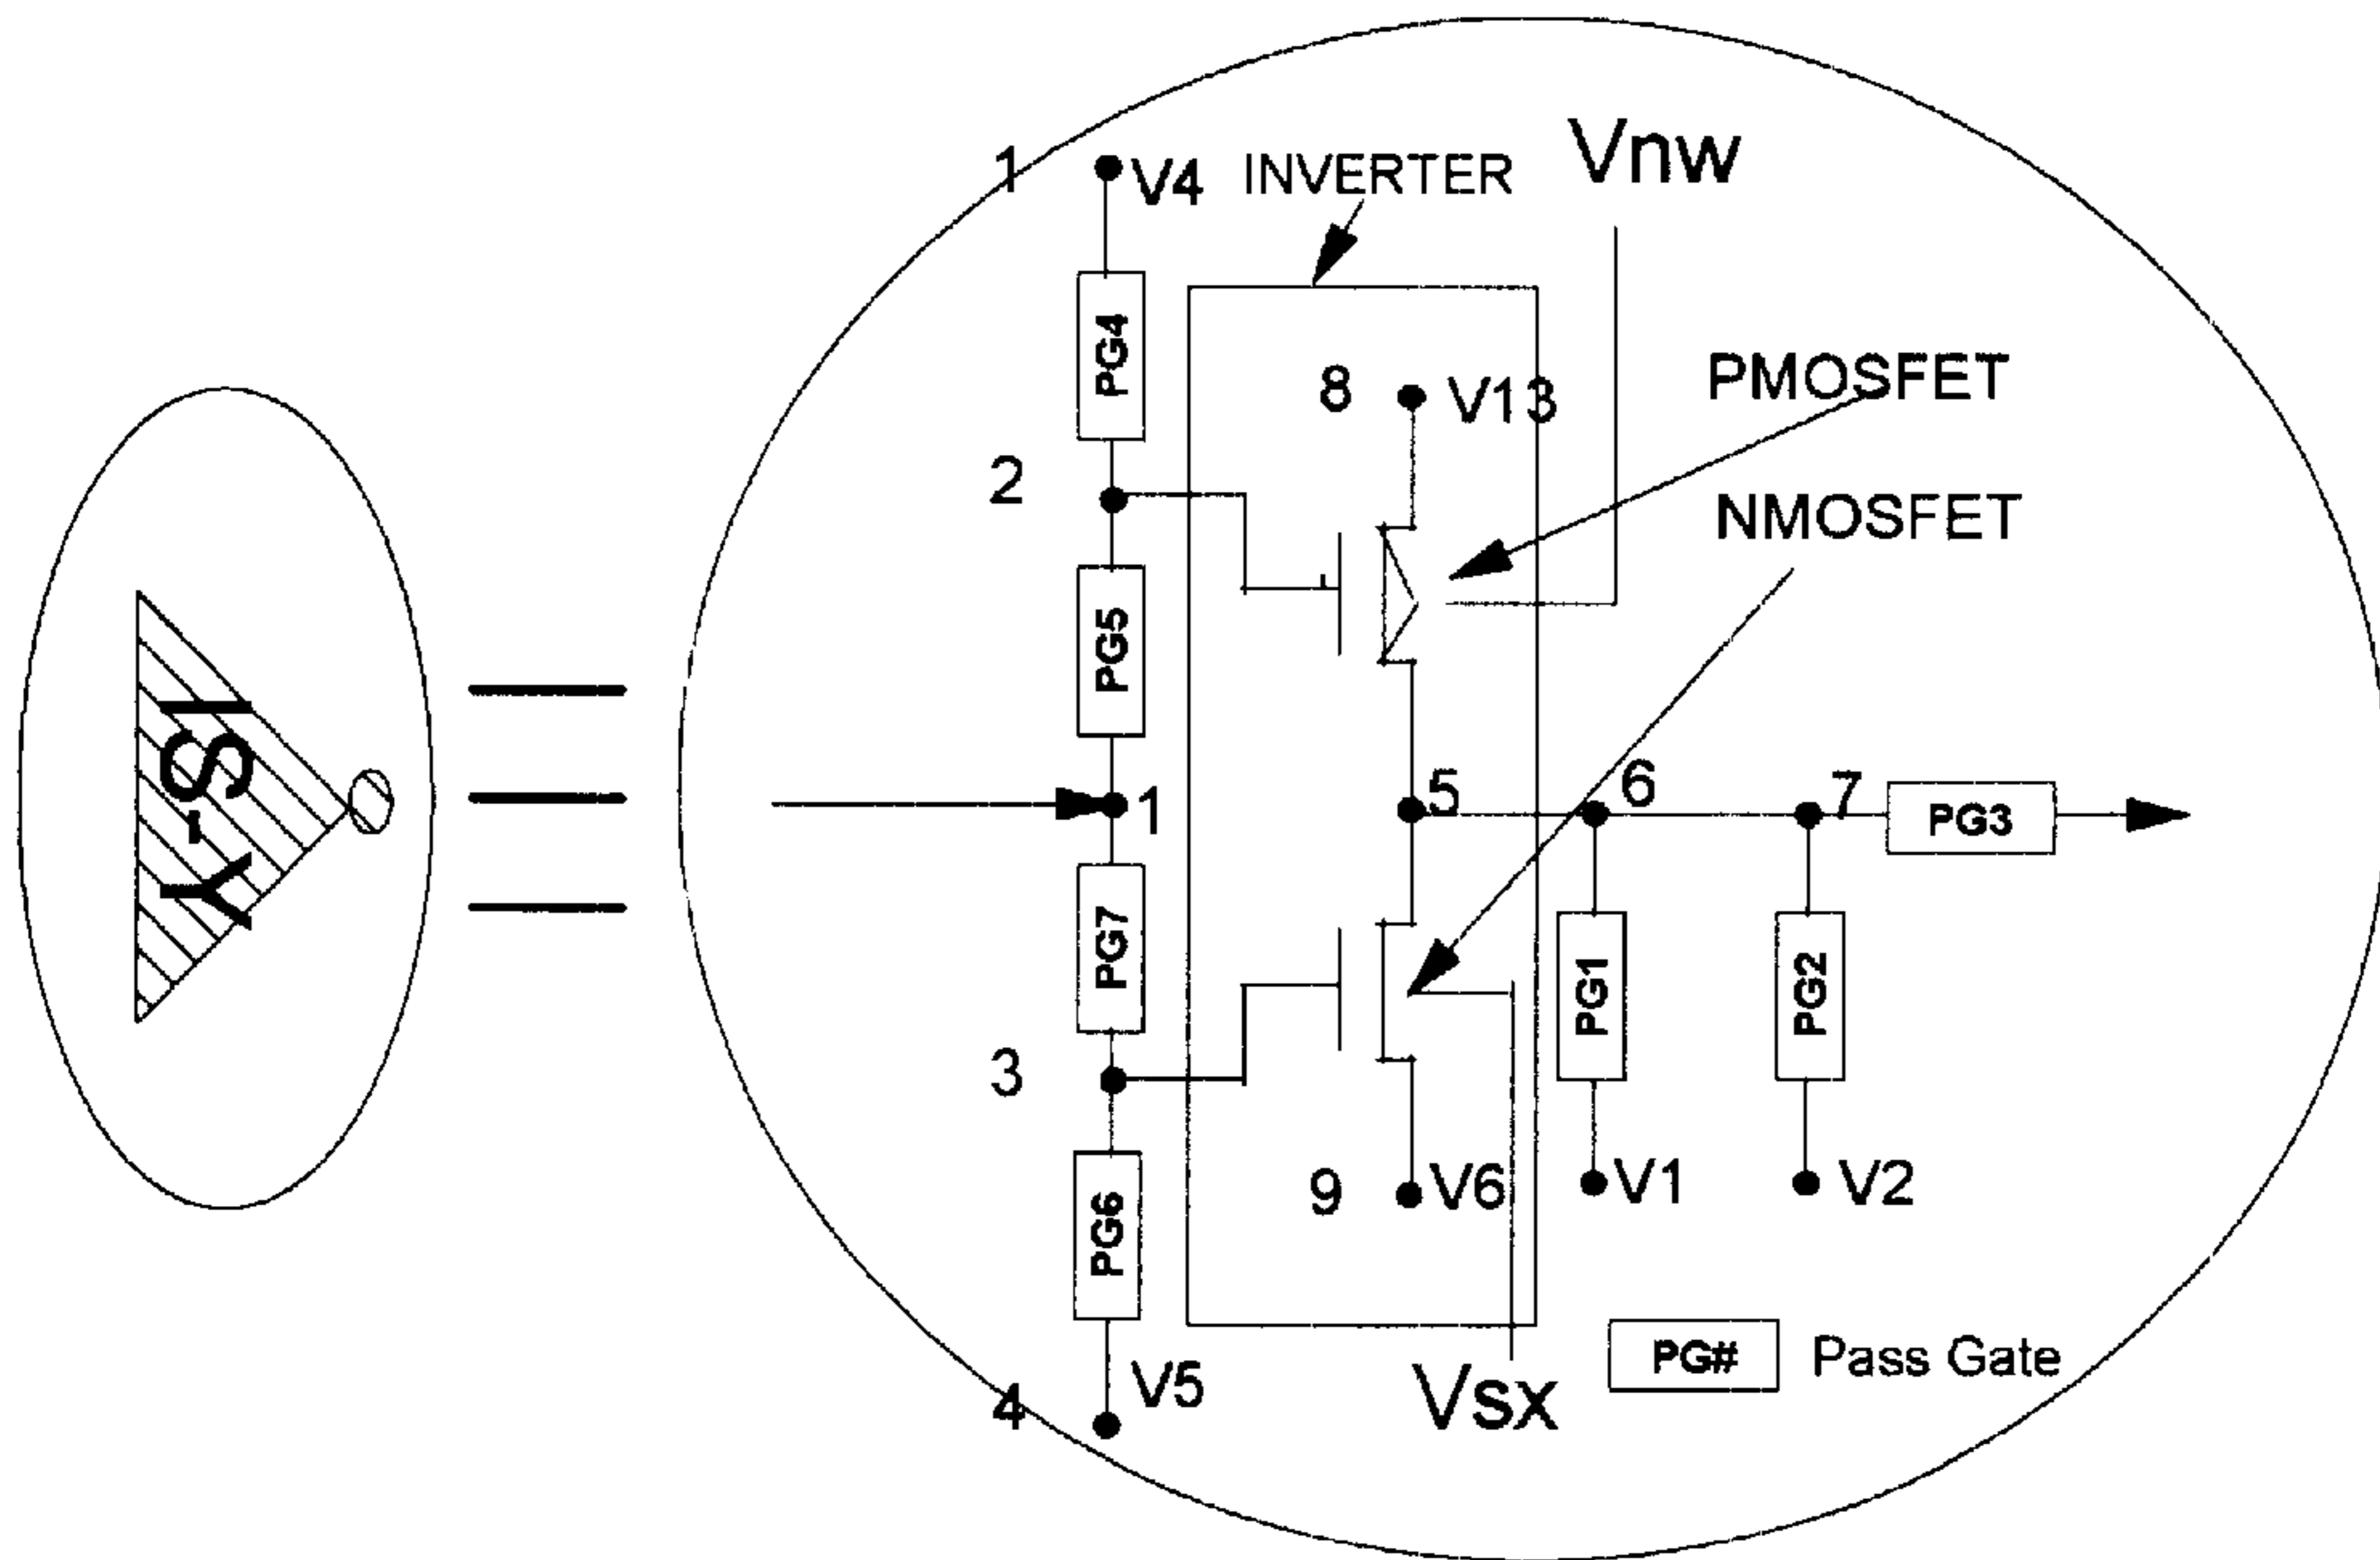 1
V4
INVERTER
Vnw
PG4
8
V13
PMOSFET
2
NMOSFET
PG5
IS-Y
1
5
6
7
PG3
PG7
PG1
PG2
3
9
V6
V1
V2
PG6
V5
4
Vsx
PG#
Pass Gate